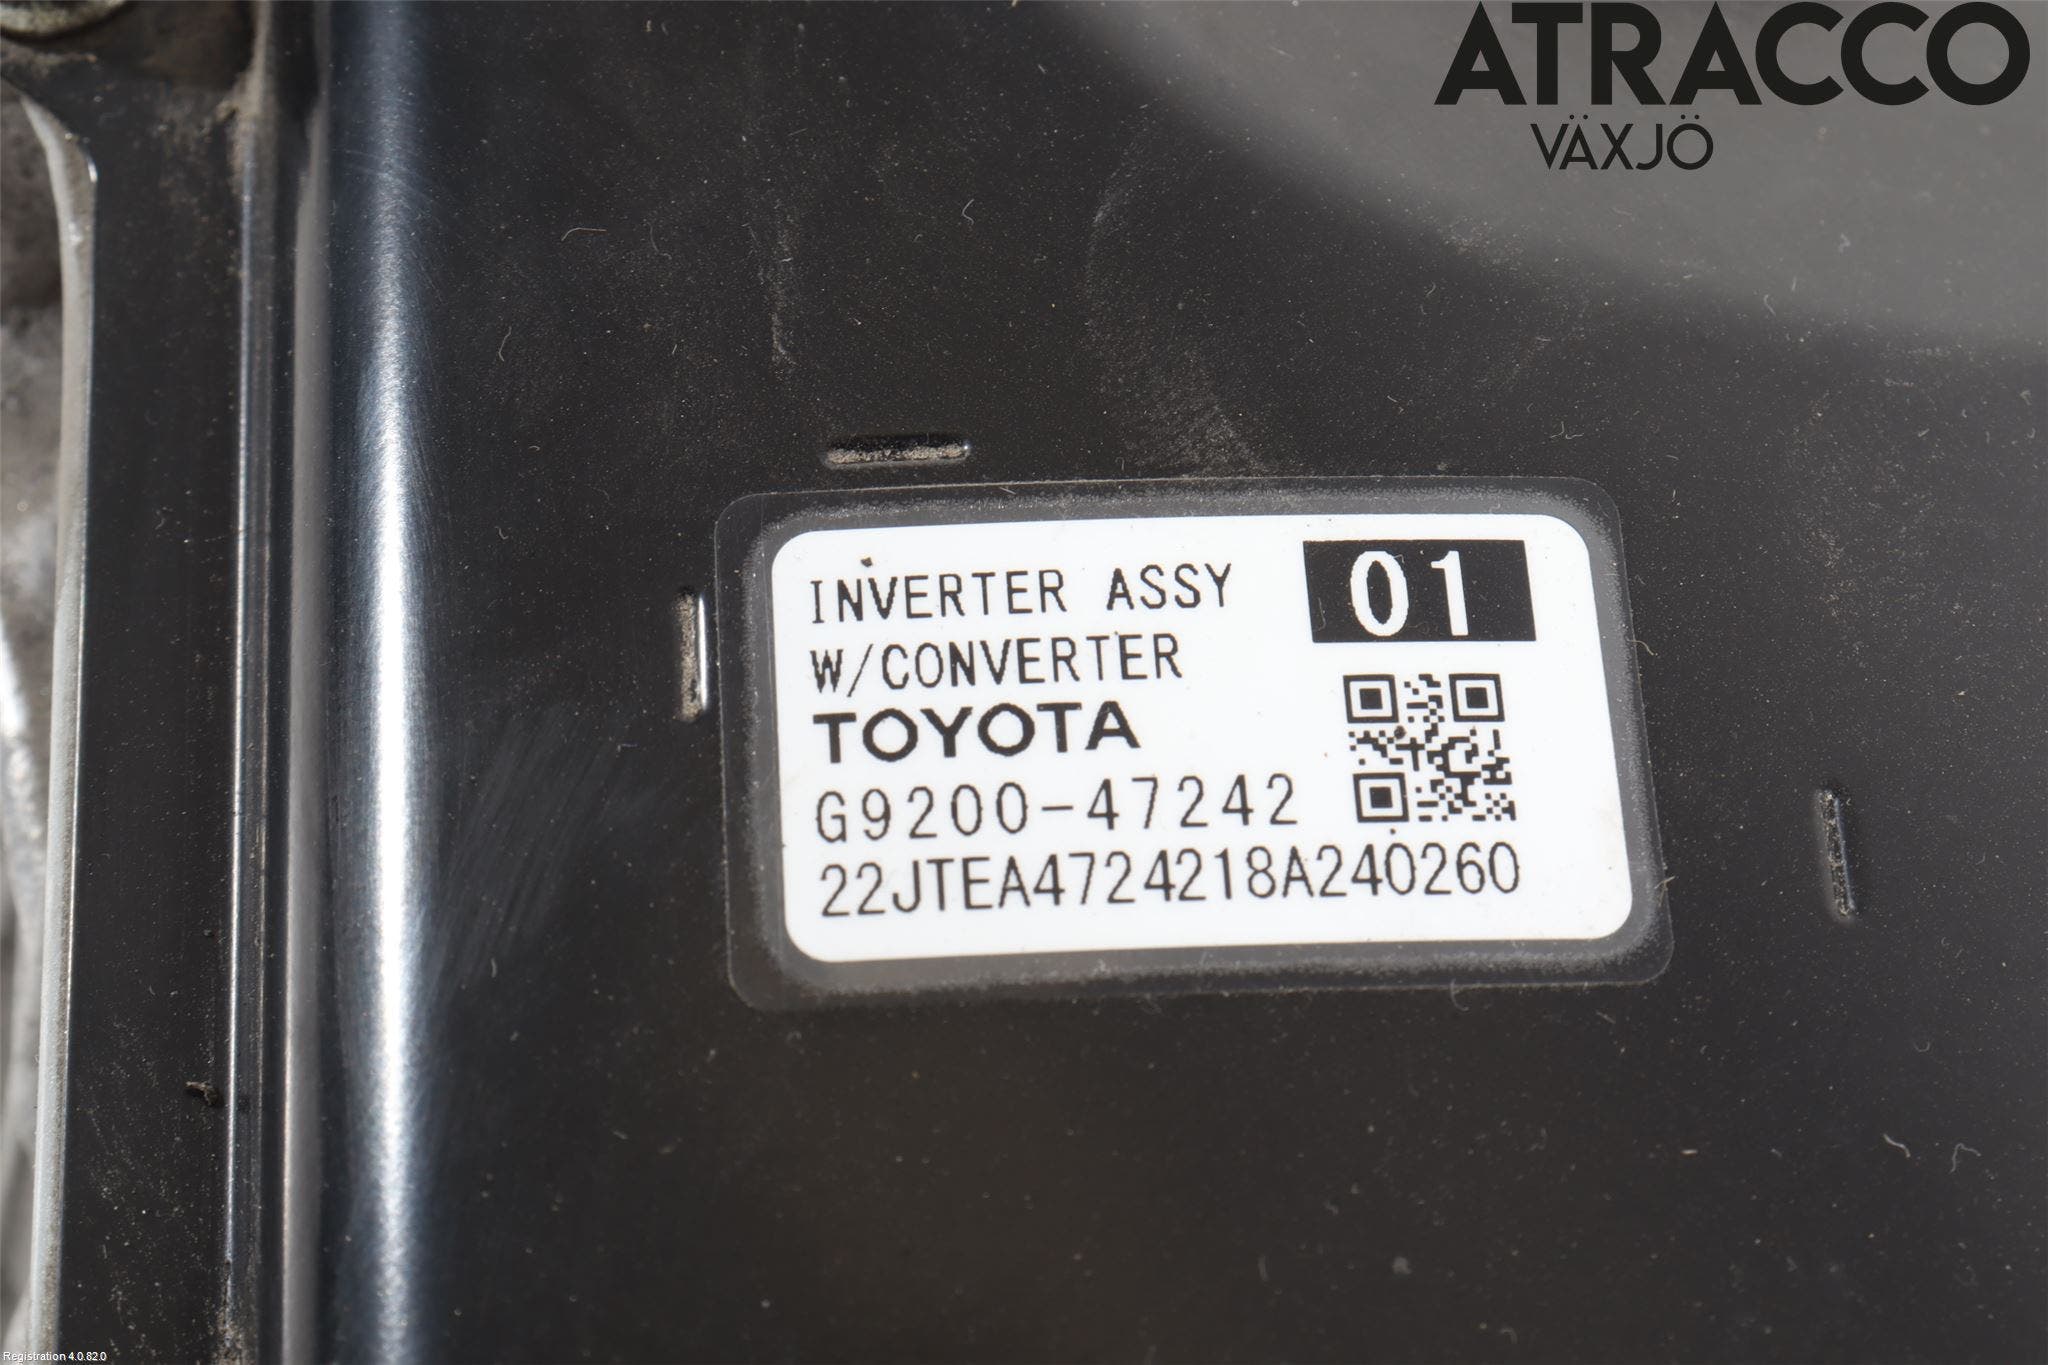 ATRACCO
VÄXJÖ
INVERTER ASSY 01
W/CONVERTER
TOYOTA
G9200-47242
22JTEA4724218A240260
Registration 4.0.82.0